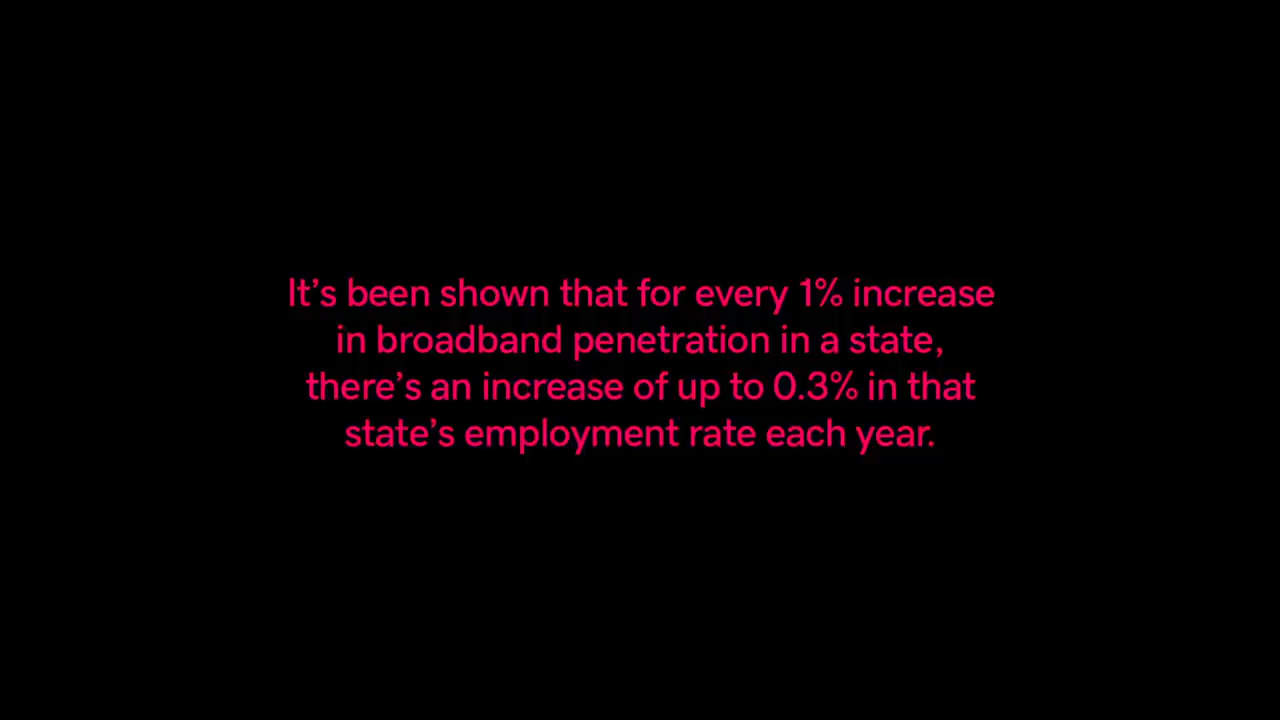 It’s been shown that for every 1% increase
in broadband penetration in a state,
there’s an increase of up to 0.3% in that
state’s employment rate each year.